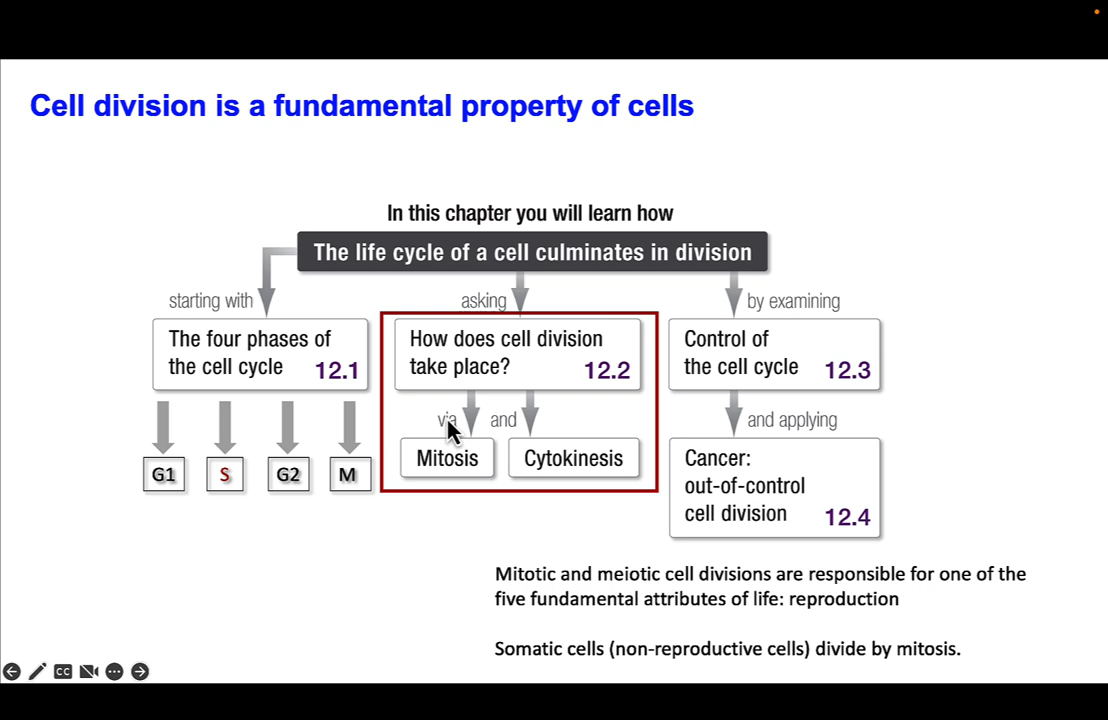 Cell division is a fundamental property of cells
In this chapter you will learn how
The life cycle of a cell culminates in division
starting with
asking
by examining
The four phases of
the cell cycle 12.1
How does cell division
take place? 12.2
Control of
the cell cycle 12.3
via and
and applying
G1 S G2 M
Mitosis
Cytokinesis
Cancer:
out-of-control
cell division 12.4
Mitotic and meiotic cell divisions are responsible for one of the
five fundamental attributes of life: reproduction
Somatic cells (non-reproductive cells) divide by mitosis.
CC